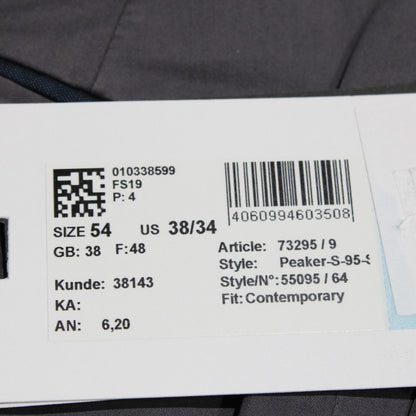 010338599
FS19
P: 4
4060994603508
SIZE 54 US 38/34
GB: 38 F: 48
Article: 73295 / 9
Style: Peaker-S-95-S
Style/N°: 55095 / 64
Fit: Contemporary
Kunde: 38143
KA:
AN: 6,20